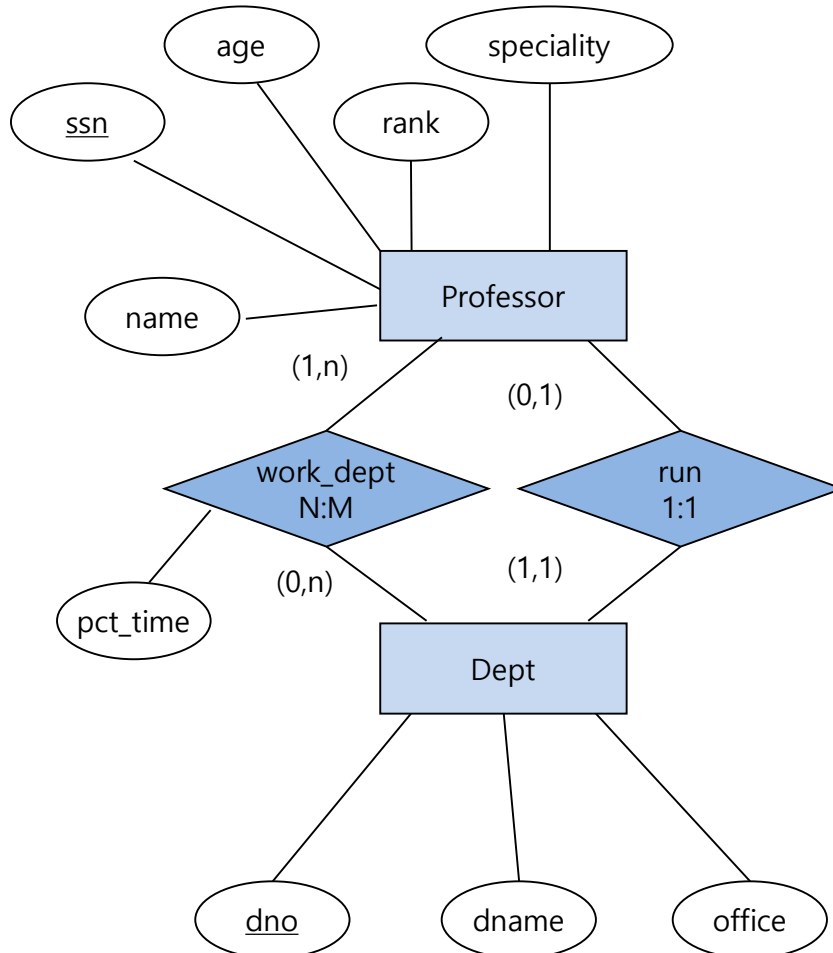 age
speciality
ssn
rank
Professor
name
(1,n)
(0,1)
work_dept
N:M
run
1:1
(0,n)
(1,1)
pct_time
Dept
dno
dname
office